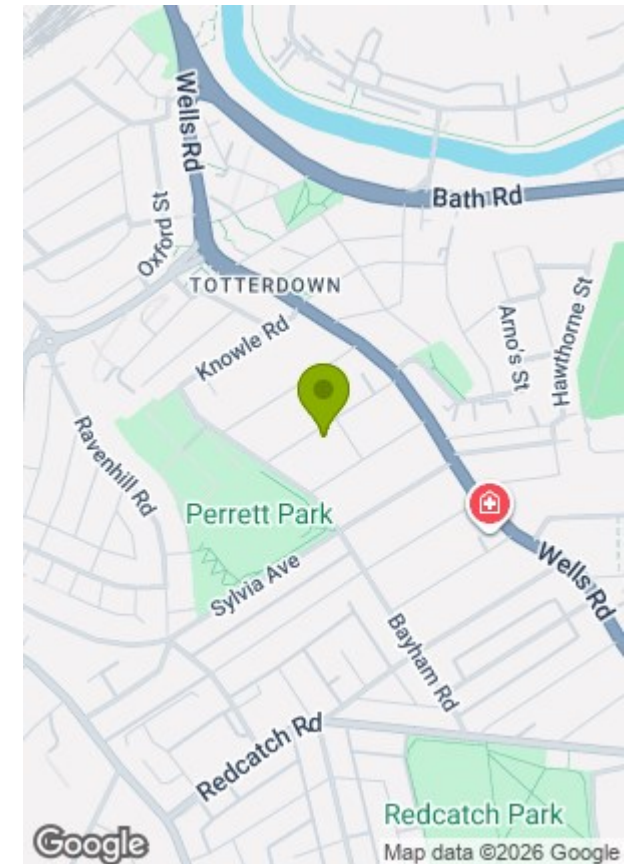 Wells Rd
Bath Rd
Oxford St
TOTTERDOWN
Knowle Rd
Arno's St
Hawthorne St
Ravenhill Rd
Perrett Park
Sylvia Ave
Wells Rd
Bayham Rd
Redcatch Rd
Redcatch Park
Google
Map data ©2026 Google